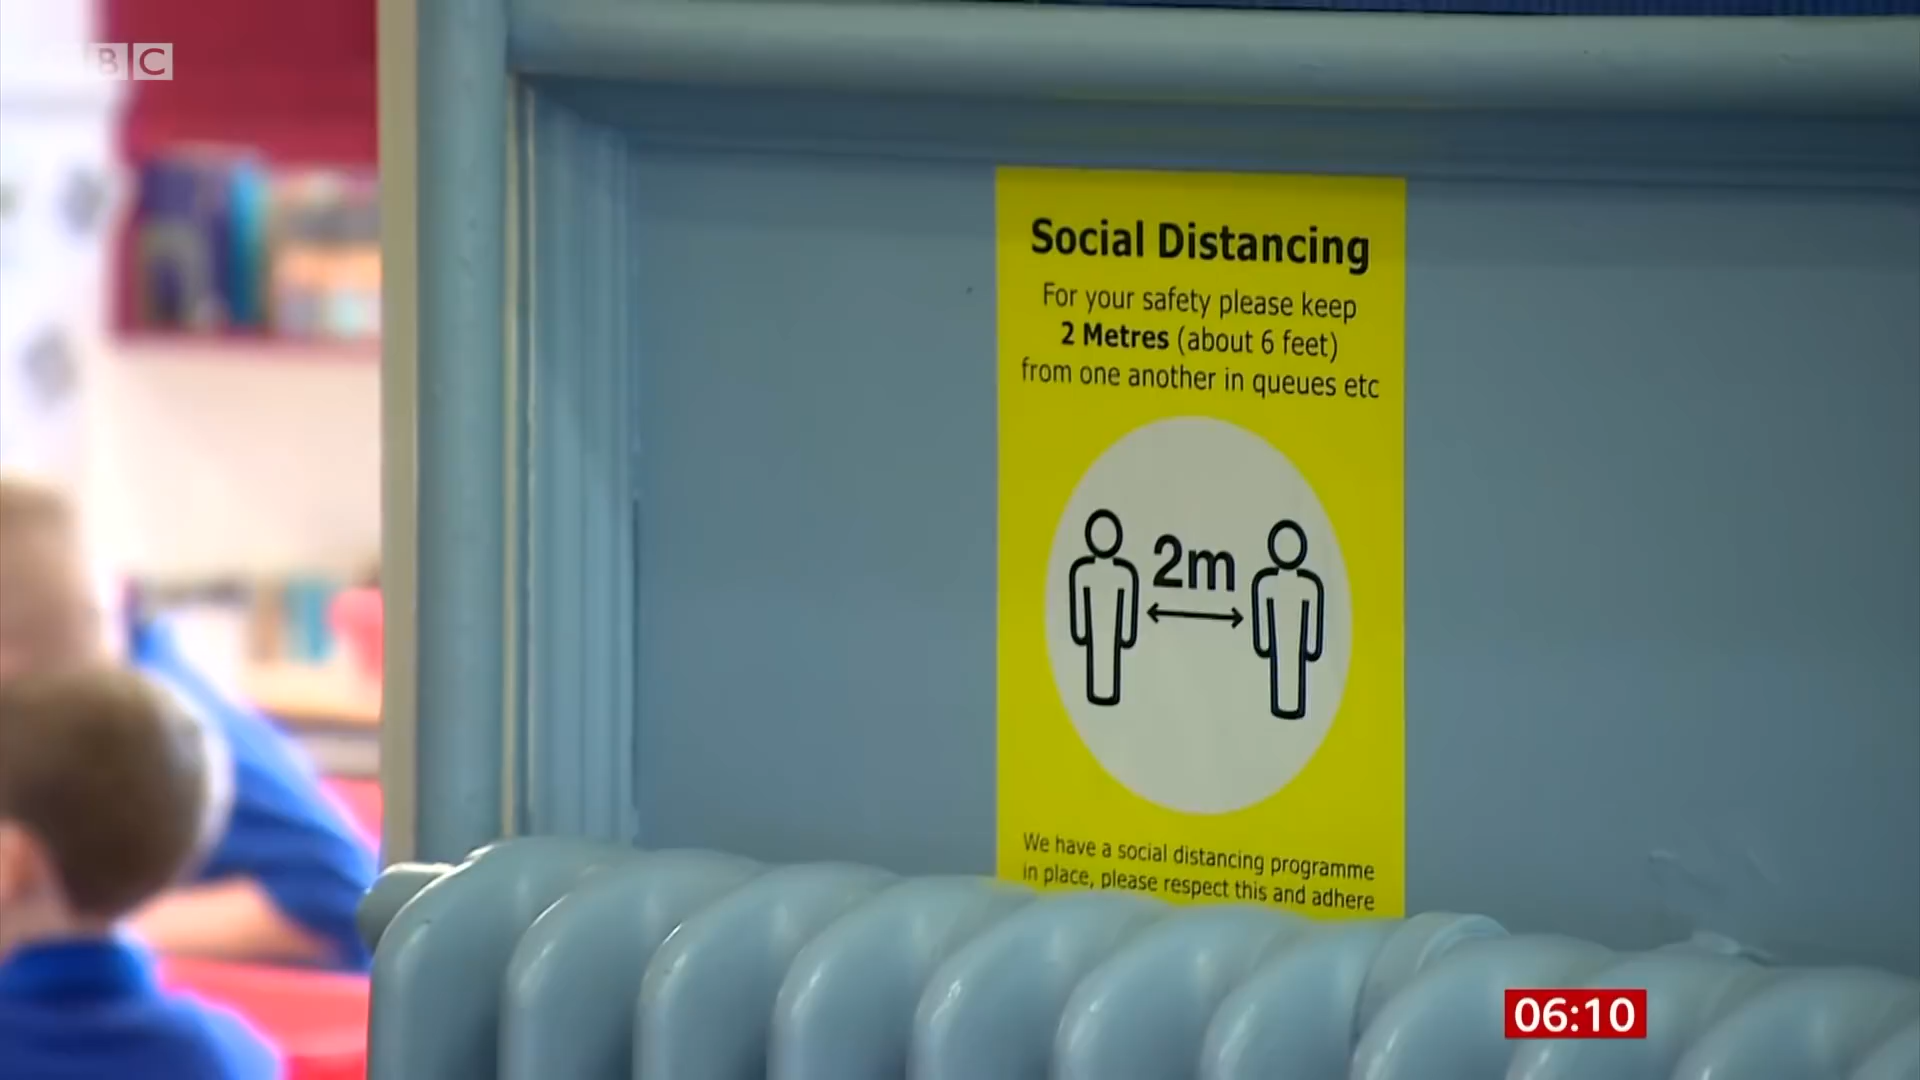 BBC
Social Distancing
For your safety please keep
2 Metres (about 6 feet)
from one another in queues etc
2m
We have a social distancing programme
in place, please respect this and adhere
06:10